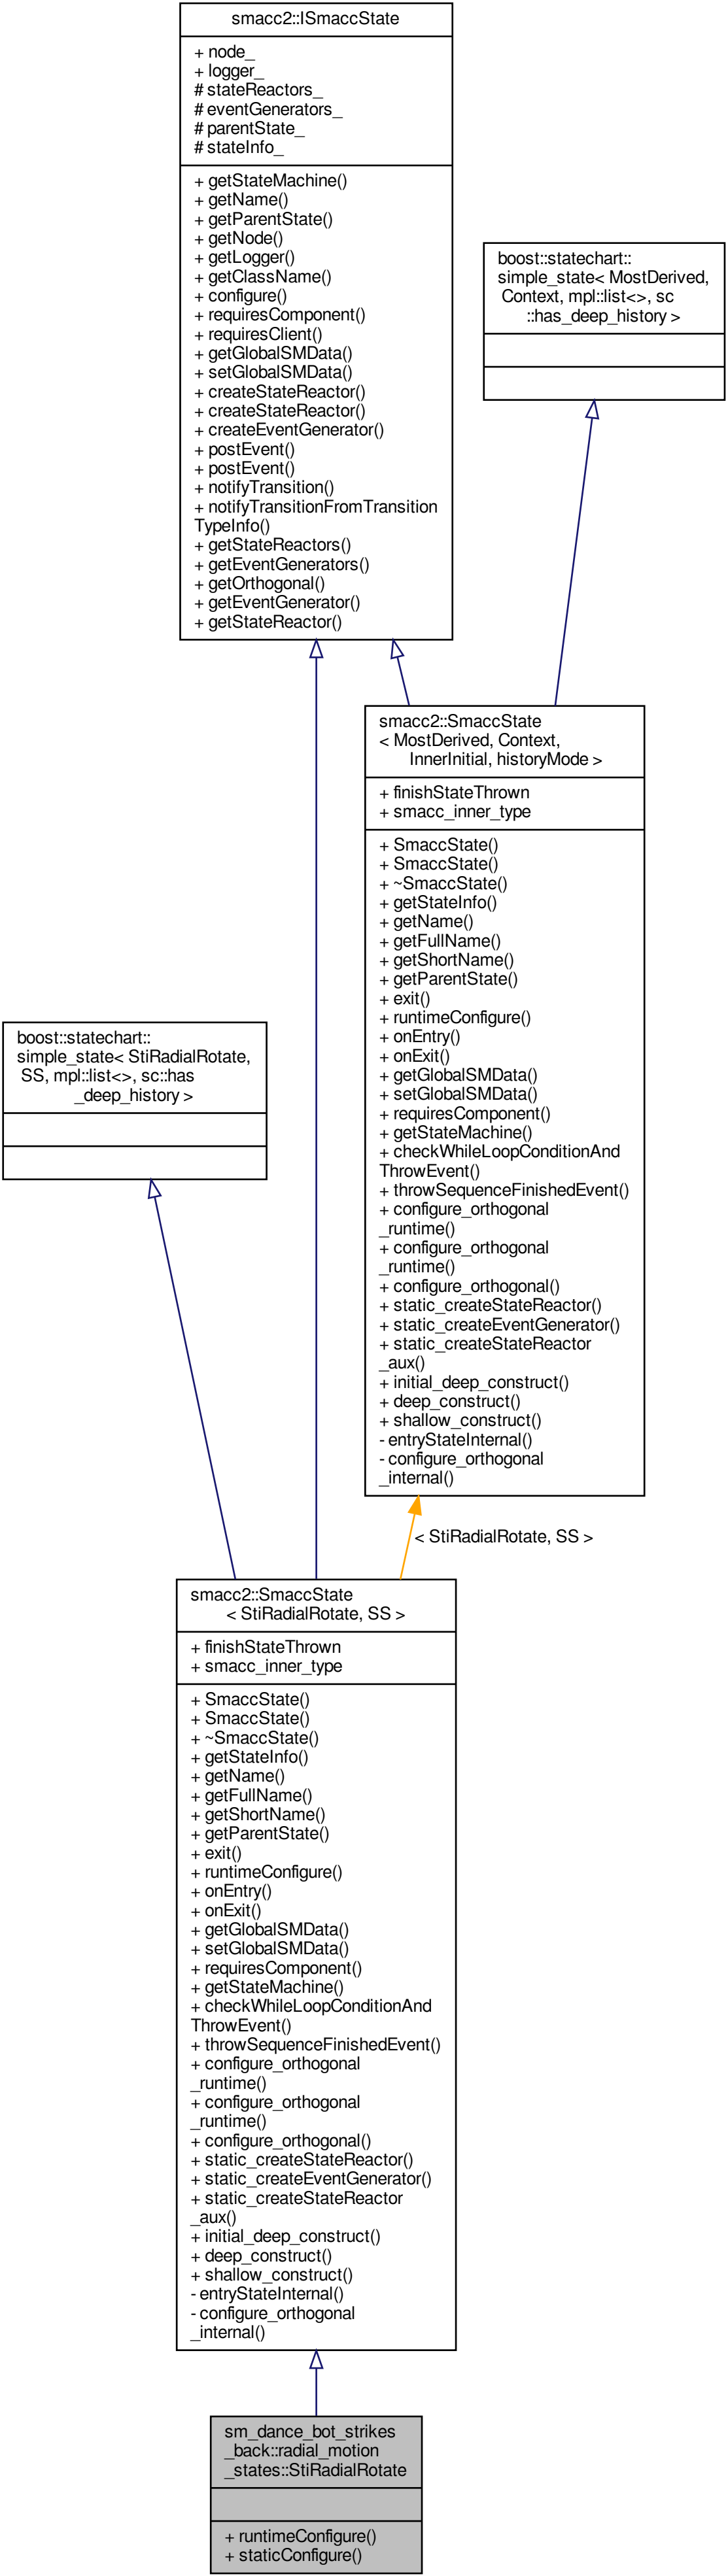 smacc2::ISmaccState
+ node_
+ logger_
# stateReactors_
# eventGenerators_
# parentState_
# stateInfo_
+ getStateMachine()
+ getName()
+ getParentState()
+ getNode()
+ getLogger()
+ getClassName()
+ configure()
+ requiresComponent()
+ requiresClient()
+ getGlobalSMData()
+ setGlobalSMData()
+ createStateReactor()
+ createStateReactor()
+ createEventGenerator()
+ postEvent()
+ postEvent()
+ notifyTransition()
+ notifyTransitionFromTransition
TypeInfo()
+ getStateReactors()
+ getEventGenerators()
+ getOrthogonal()
+ getEventGenerator()
+ getStateReactor()
boost::statechart::
simple_state< MostDerived,
Context, mpl::list<>, sc
::has_deep_history >
smacc2::SmaccState
< MostDerived, Context,
InnerInitial, historyMode >
+ finishStateThrown
+ smacc_inner_type
+ SmaccState()
+ SmaccState()
+ ~SmaccState()
+ getStateInfo()
+ getName()
+ getFullName()
+ getShortName()
+ getParentState()
+ exit()
+ runtimeConfigure()
+ onEntry()
+ onExit()
+ getGlobalSMData()
+ setGlobalSMData()
+ requiresComponent()
+ getStateMachine()
+ checkWhileLoopConditionAnd
ThrowEvent()
+ throwSequenceFinishedEvent()
+ configure_orthogonal
_runtime()
+ configure_orthogonal
_runtime()
+ configure_orthogonal()
+ static_createStateReactor()
+ static_createEventGenerator()
+ static_createStateReactor
_aux()
+ initial_deep_construct()
+ deep_construct()
+ shallow_construct()
- entryStateInternal()
- configure_orthogonal
_internal()
boost::statechart::
simple_state< StiRadialRotate,
SS, mpl::list<>, sc::has
_deep_history >
< StiRadialRotate, SS >
smacc2::SmaccState
< StiRadialRotate, SS >
+ finishStateThrown
+ smacc_inner_type
+ SmaccState()
+ SmaccState()
+ ~SmaccState()
+ getStateInfo()
+ getName()
+ getFullName()
+ getShortName()
+ getParentState()
+ exit()
+ runtimeConfigure()
+ onEntry()
+ onExit()
+ getGlobalSMData()
+ setGlobalSMData()
+ requiresComponent()
+ getStateMachine()
+ checkWhileLoopConditionAnd
ThrowEvent()
+ throwSequenceFinishedEvent()
+ configure_orthogonal
_runtime()
+ configure_orthogonal
_runtime()
+ configure_orthogonal()
+ static_createStateReactor()
+ static_createEventGenerator()
+ static_createStateReactor
_aux()
+ initial_deep_construct()
+ deep_construct()
+ shallow_construct()
- entryStateInternal()
- configure_orthogonal
_internal()
sm_dance_bot_strikes
_back::radial_motion
_states::StiRadialRotate
+ runtimeConfigure()
+ staticConfigure()